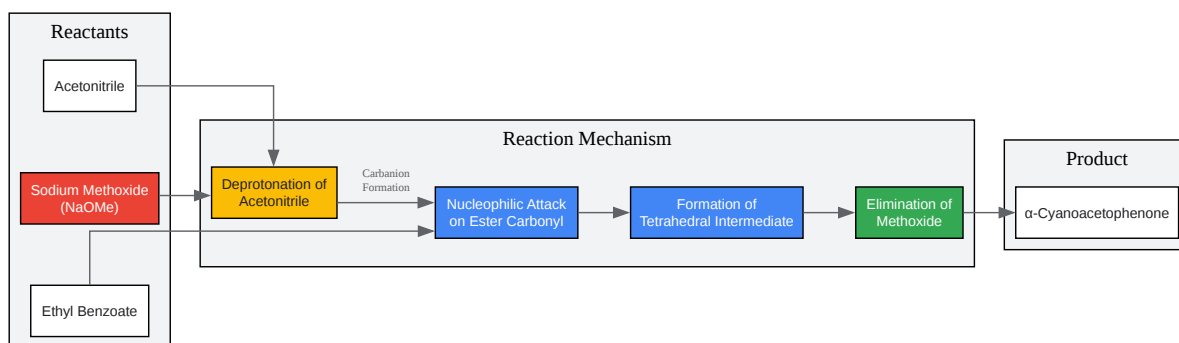 Reactants
Acetonitrile
Sodium Methoxide
(NaOMe)
Ethyl Benzoate
Reaction Mechanism
Deprotonation of
Acetonitrile
Carbanion
Formation
Nucleophilic Attack
on Ester Carbonyl
Formation of
Tetrahedral Intermediate
Elimination of
Methoxide
Product
α-Cyanoacetophenone